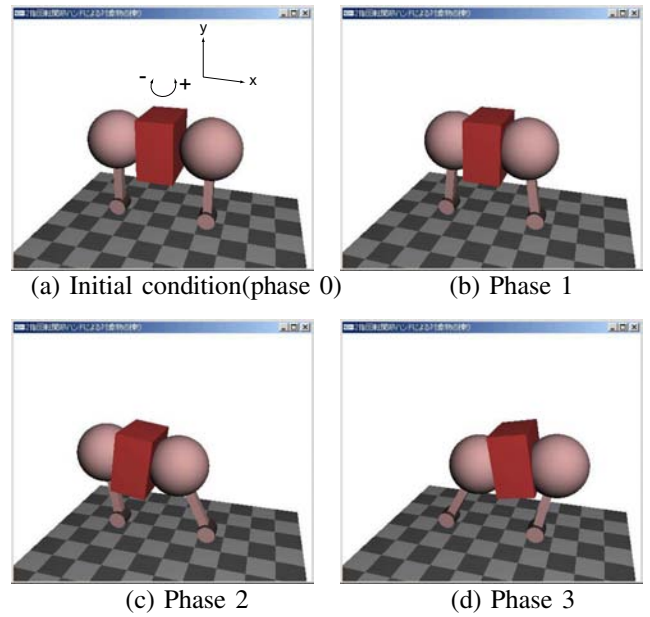 y
x
-
+
(a) Initial condition(phase 0)
(b) Phase 1
(c) Phase 2
(d) Phase 3